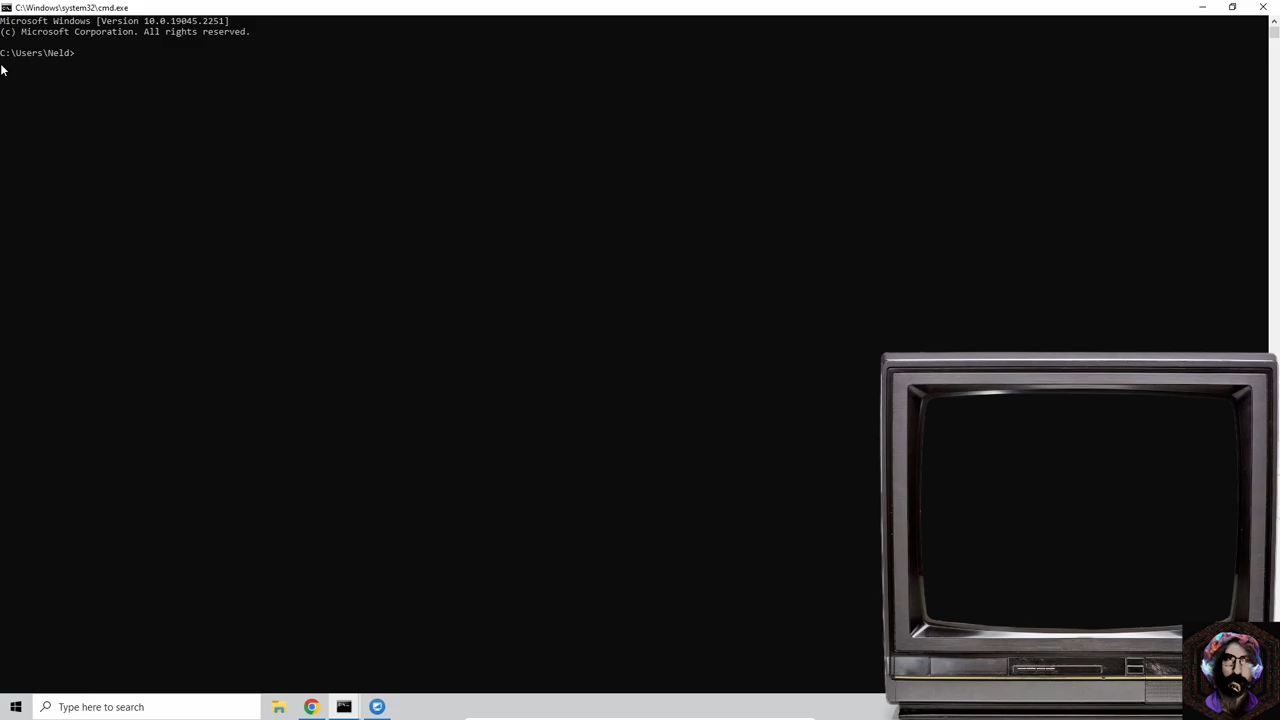 C:\Windows\system32\cmd.exe
Microsoft Windows [Version 10.0.19045.2251]
(c) Microsoft Corporation. All rights reserved.
C:\Users\Neld>
Type here to search